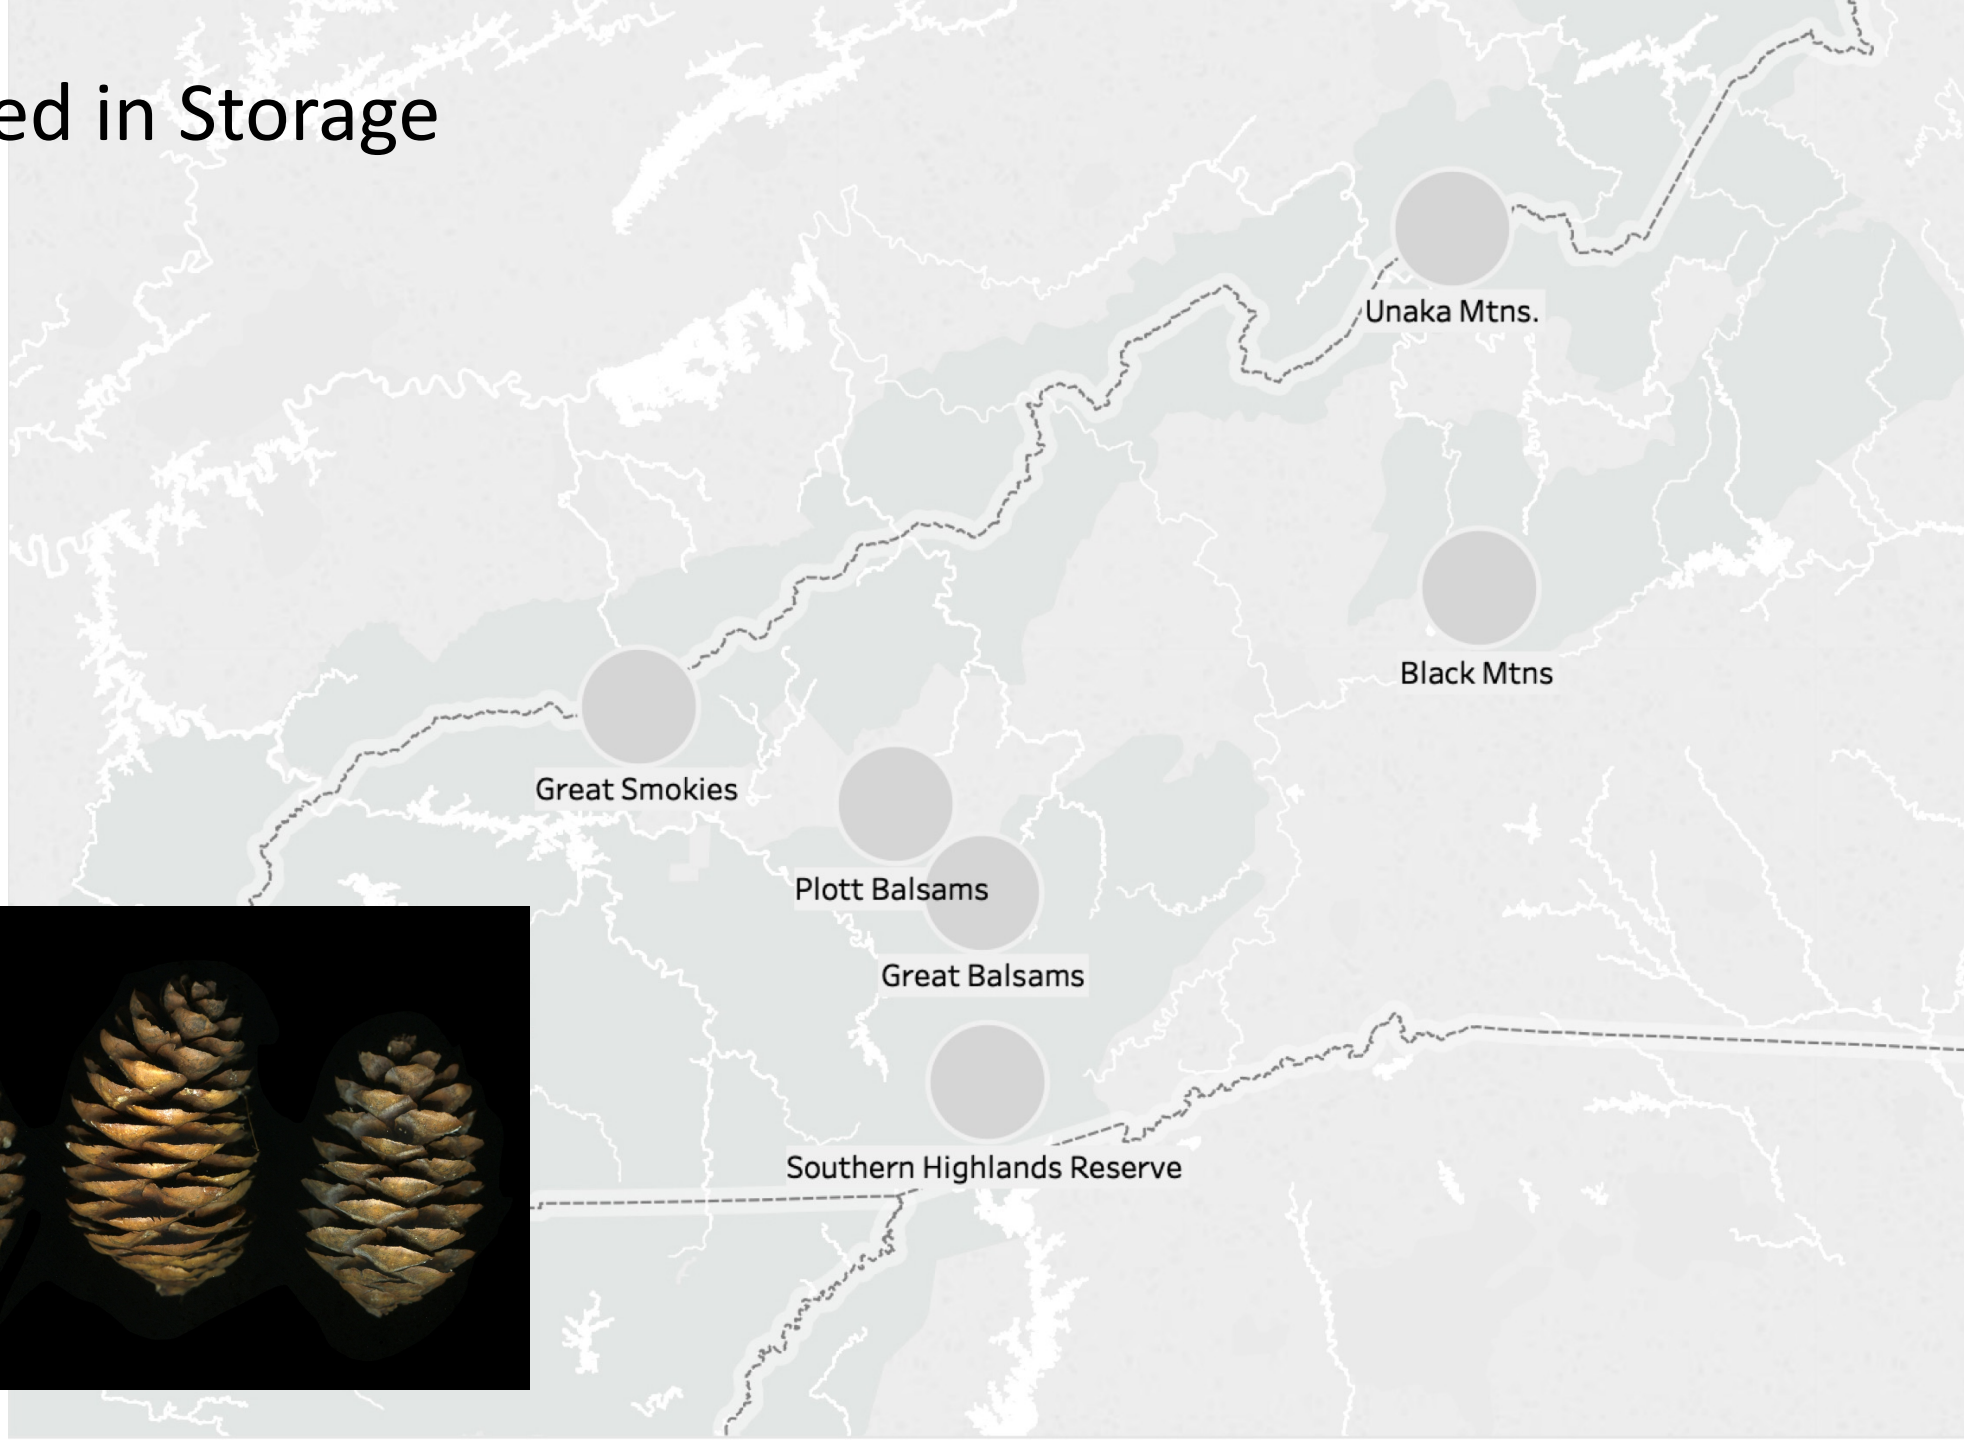 ed in Storage
Unaka Mtns.
Black Mtns
Great Smokies
Plott Balsams
Great Balsams
Southern Highlands Reserve